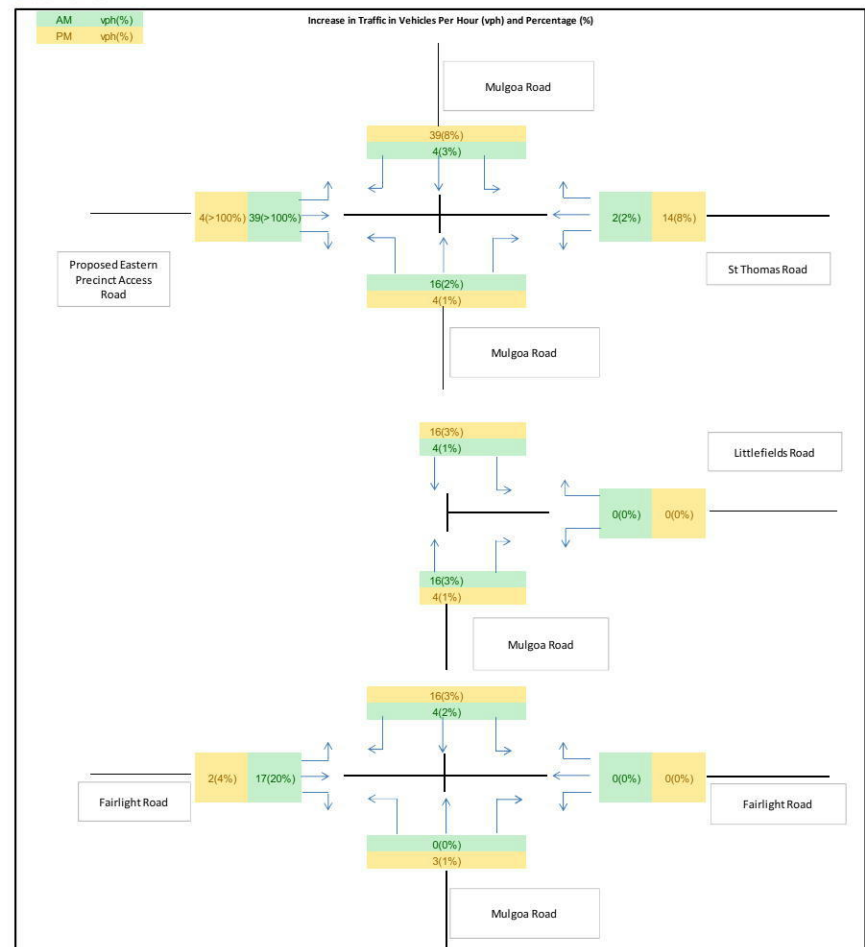 AM vph(%)
PM vph(%)
Increase in Traffic in Vehicles Per Hour (vph) and Percentage (%)
Mulgoa Road
39(8%)
4(3%)
4(>100%) 39(>100%)
2(2%) 14(8%)
Proposed Eastern
Precinct Access
Road
St Thomas Road
16(2%)
4(1%)
Mulgoa Road
16(3%)
4(1%)
Littlefields Road
0(0%) 0(0%)
16(3%)
4(1%)
Mulgoa Road
16(3%)
4(2%)
2(4%) 17(20%)
0(0%) 0(0%)
Fairlight Road
Fairlight Road
0(0%)
3(1%)
Mulgoa Road